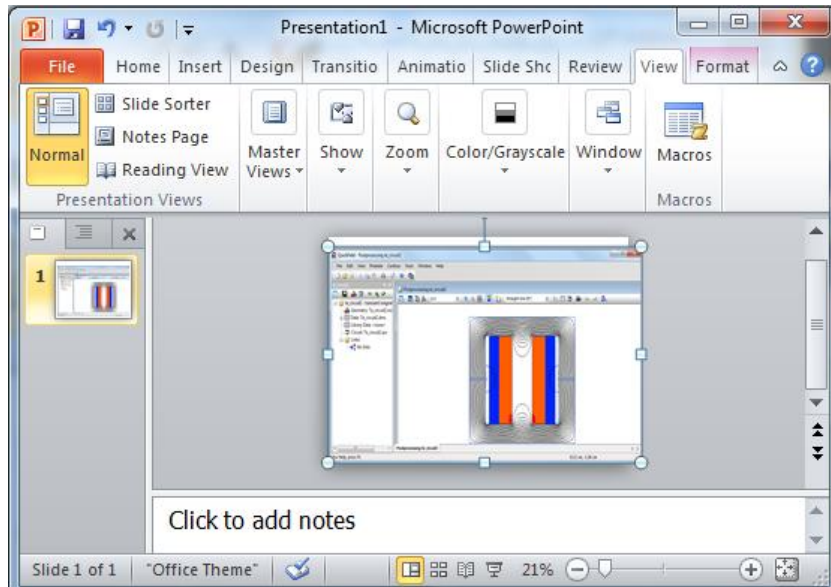 Presentation1 - Microsoft PowerPoint
File Home Insert Design Transitio Animatio Slide Shc Review View Format
Normal
Slide Sorter
Notes Page
Reading View
Master Views
Show
Zoom
Color/Grayscale
Window
Macros
Presentation Views
Macros
1
Click to add notes
Slide 1 of 1 "Office Theme" 21%